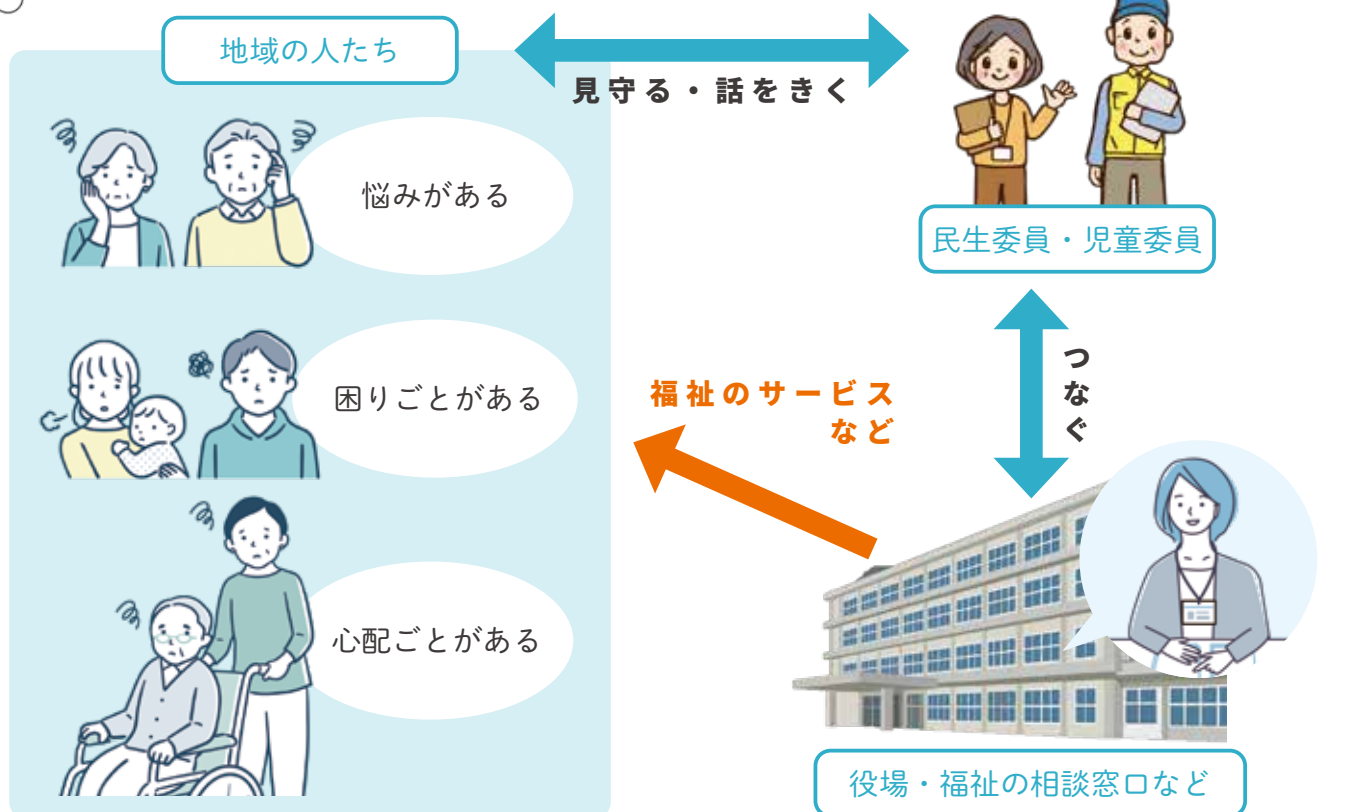 地域の人たち
見守る・話をきく
悩みがある
民生委員・児童委員
困りごとがある
福祉のサービス
など
つなぐ
心配ごとがある
役場・福祉の相談窓口など